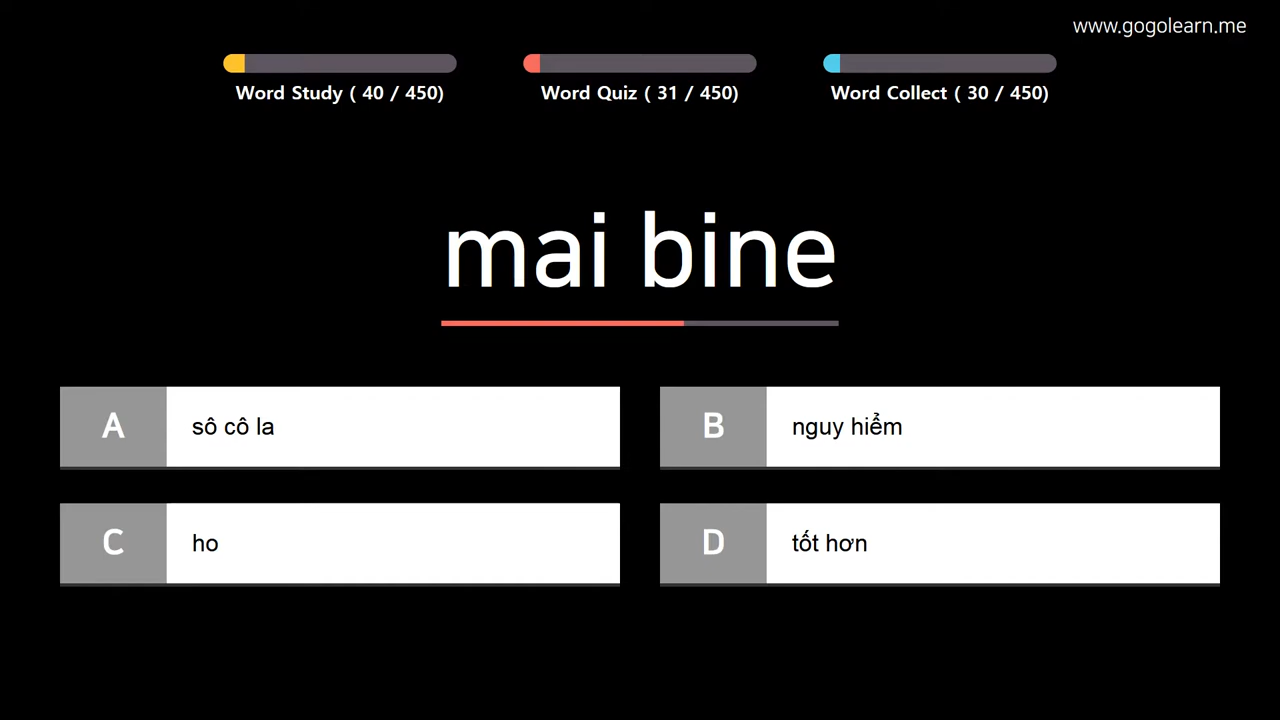 www.gogolearn.me
Word Study ( 40 / 450)
Word Quiz ( 31 / 450)
Word Collect ( 30 / 450)
mai bine
A sô cô la
B nguy hiểm
C ho
D tốt hơn